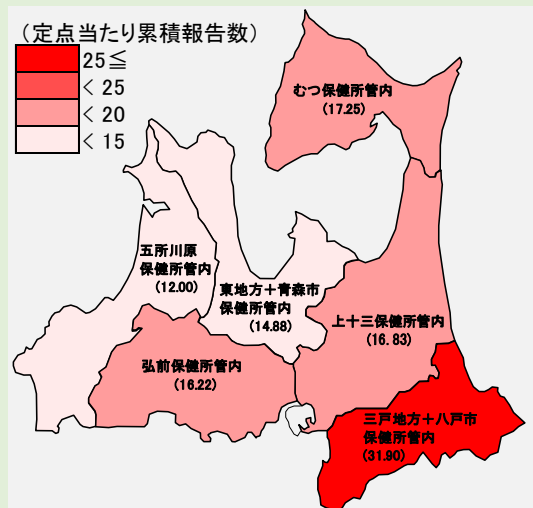 (定点当たり累積報告数)
25≦
< 25
< 20
< 15
むつ保健所管内
(17.25)
五所川原
保健所管内
(12.00)
東地方＋青森市
保健所管内
(14.88)
上十三保健所管内
(16.83)
弘前保健所管内
(16.22)
三戸地方＋八戸市
保健所管内
(31.90)